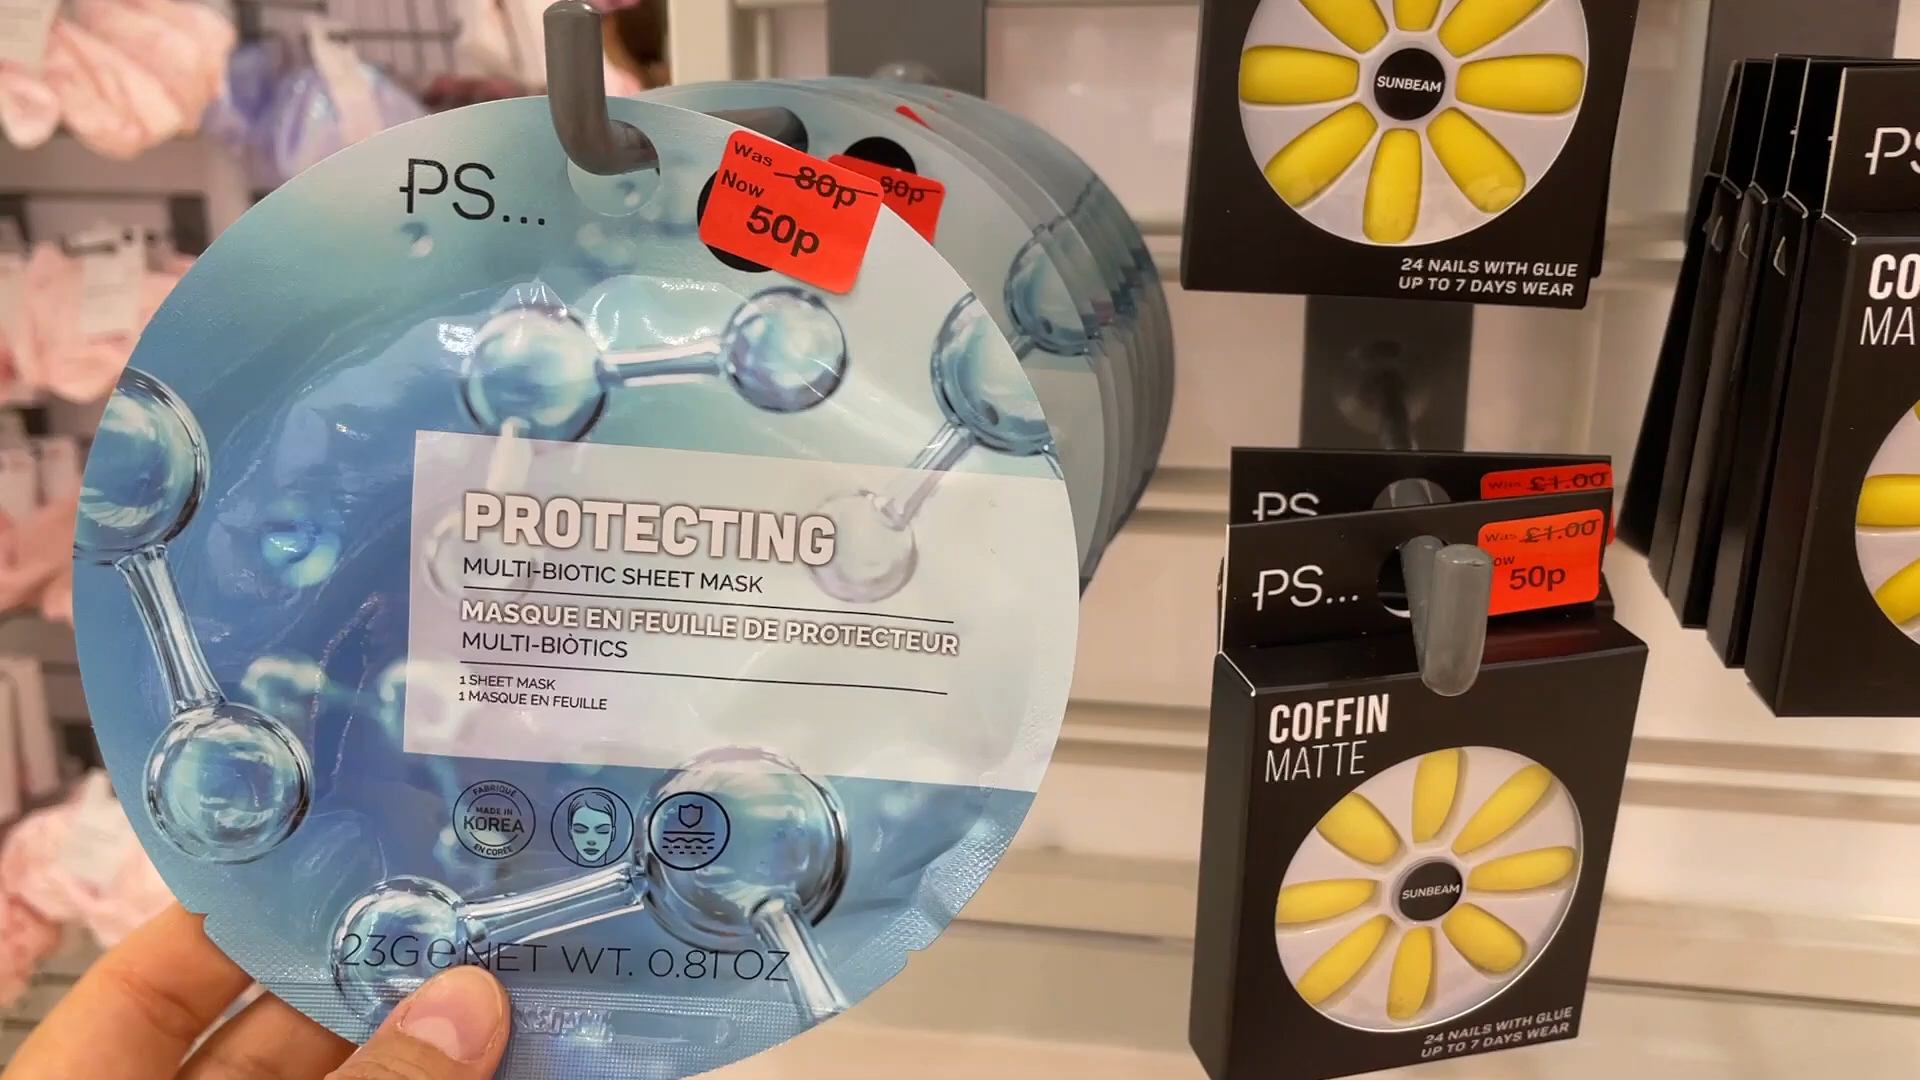 PS...
Was 80p
Now
50p
80p
PROTECTING
MULTI-BIOTIC SHEET MASK
MASQUE EN FEUILLE DE PROTECTEUR
MULTI-BIÒTICS
1 SHEET MASK
1 MASQUE EN FEUILLE
FABRIQUÉ
MADE IN
KOREA
EN CORÉE
23G e NET WT. 0.81 OZ
SUNBEAM
24 NAILS WITH GLUE
UP TO 7 DAYS WEAR
PS
Was £1.00
PS...
Was £1.00
ow
50p
COFFIN
MATTE
SUNBEAM
24 NAILS WITH GLUE
UP TO 7 DAYS WEAR
PS
CO
MA